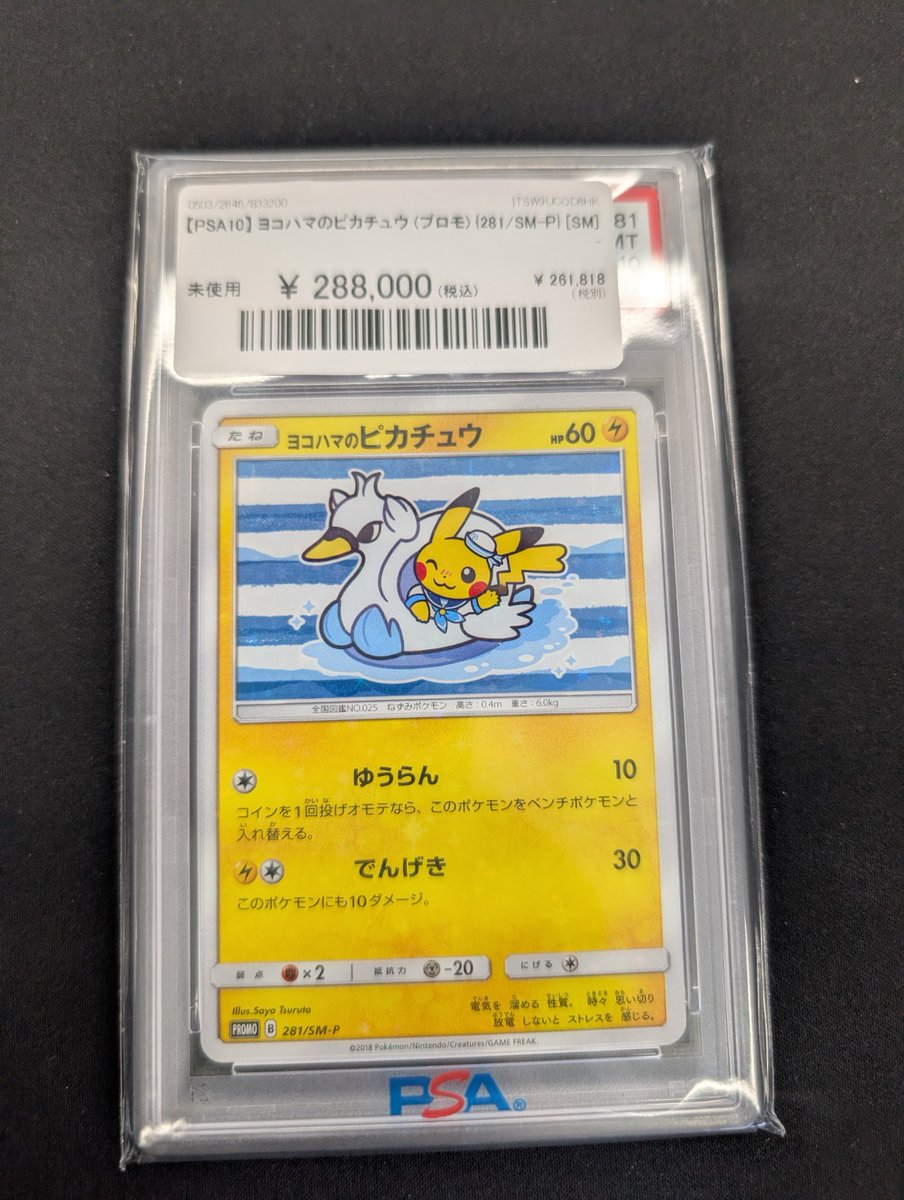 0503/2646/833200
ITSW9UCGD8HK
【PSA10】ヨコハマのピカチュウ(プロモ){281/SM-P} [SM]
-
未使用 ¥ 288,000(税込) ¥ 261,818
(税別)
81
MT
10
たね ヨコハマのピカチュウ HP60
全国図鑑NO.025 ねずみポケモン 高さ:0.4m 重さ:6.0kg
ゆうらん 10
コインを1回投げオモテなら、このポケモンをベンチポケモンと
入れ替える。
でんげき 30
このポケモンにも10ダメージ。
弱点 ×2 抵抗力 -20 にげる
電気を 溜める 性質。 時々 思い切り
放電 しないと ストレスを 感じる。
Illus.Saya Tsuruta
PROMO B 281/SM-P
©2018 Pokémon/Nintendo/Creatures/GAME FREAK.
PSA®